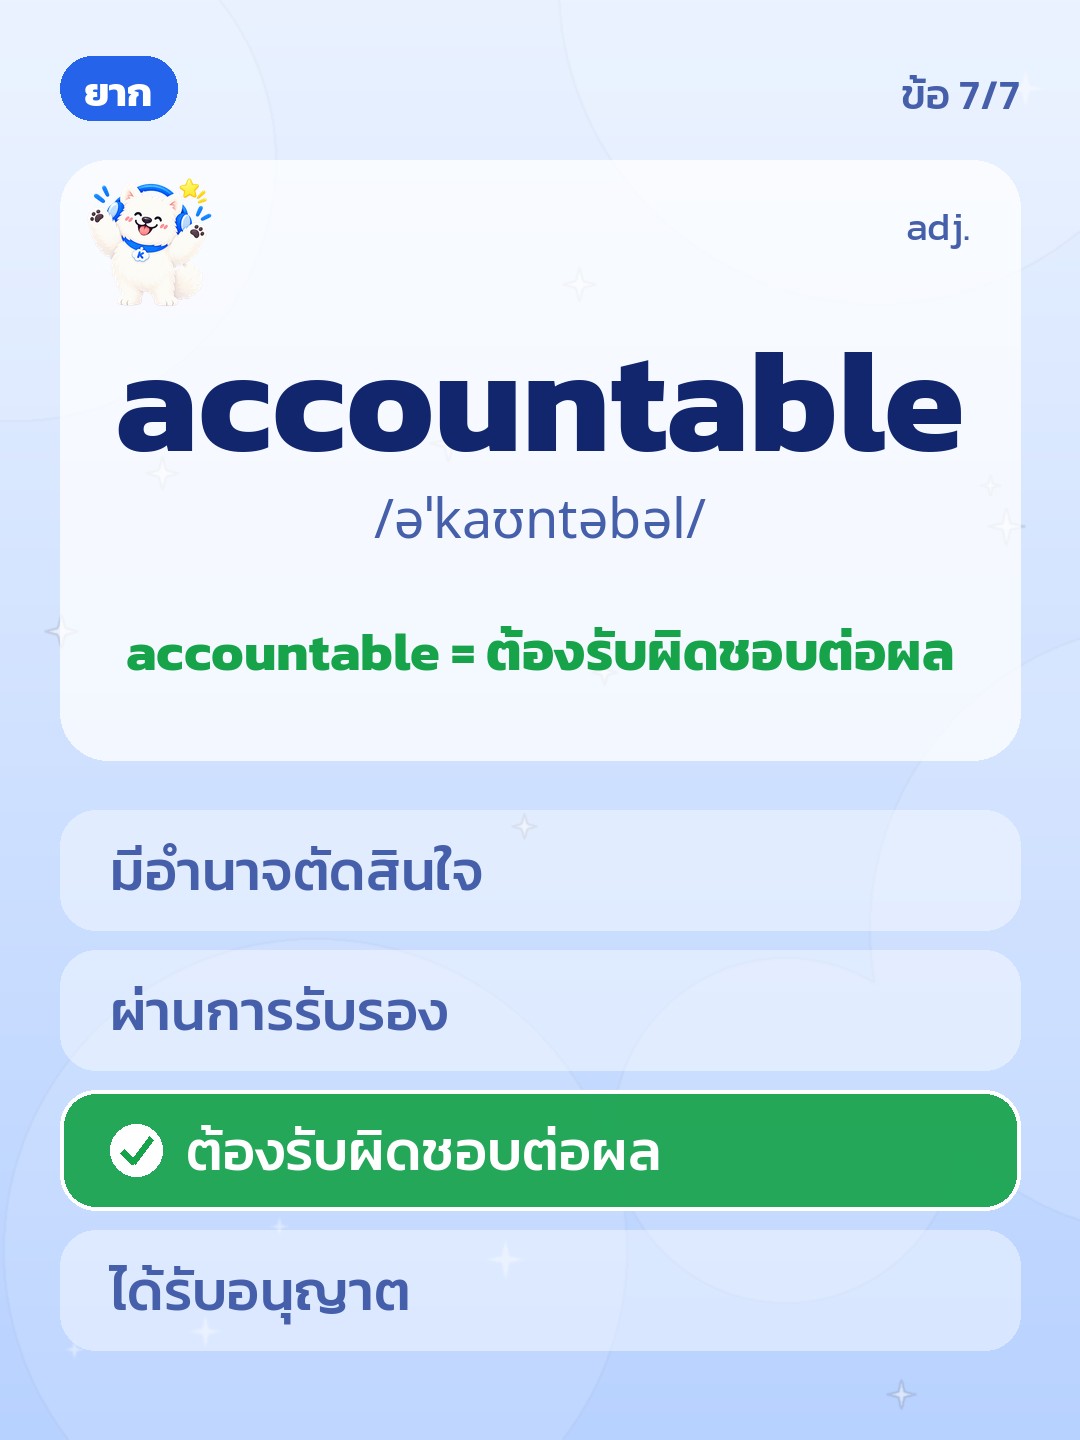 ยาก
ข้อ 7/7
adj.
K
accountable
/əˈkaʊntəbəl/
accountable = ต้องรับผิดชอบต่อผล
มีอำนาจตัดสินใจ
ผ่านการรับรอง
ต้องรับผิดชอบต่อผล
ได้รับอนุญาต